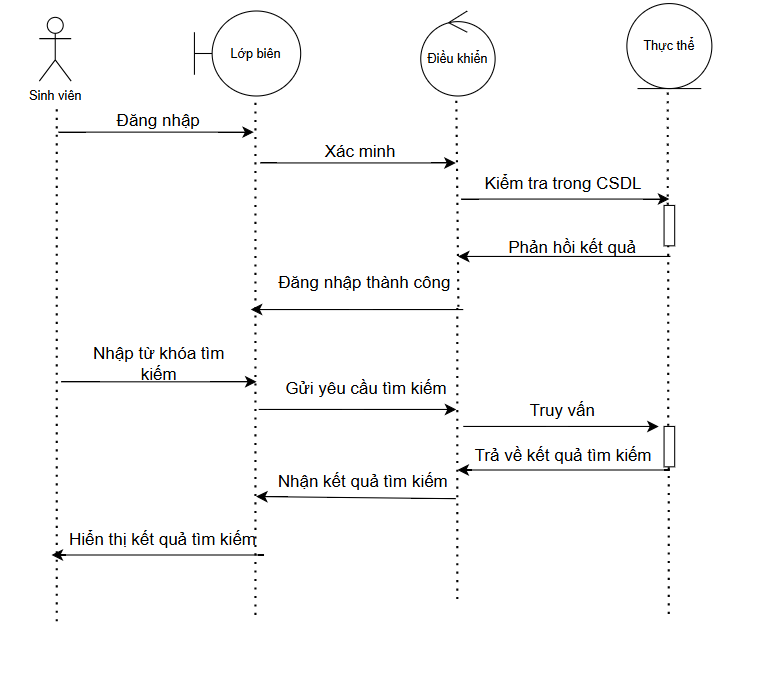 Sinh viên
Lớp biên
Điều khiển
Thực thể
Đăng nhập
Xác minh
Kiểm tra trong CSDL
Phản hồi kết quả
Đăng nhập thành công
Nhập từ khóa tìm
kiếm
Gửi yêu cầu tìm kiếm
Truy vấn
Trả về kết quả tìm kiếm
Nhận kết quả tìm kiếm
Hiển thị kết quả tìm kiếm